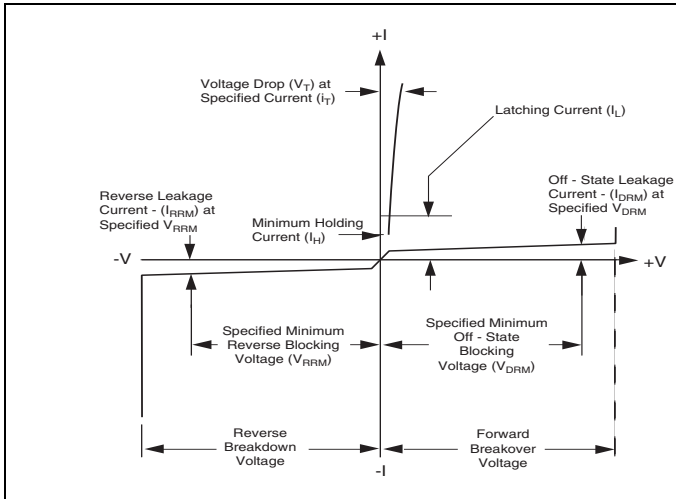 +I
Voltage Drop (VT) at
Specified Current (iT)
Latching Current (IL)
Reverse Leakage
Current - (IRRM) at
Specified VRRM
Off - State Leakage
Current - (IDRM) at
Specified VDRM
Minimum Holding
Current (IH)
-V
+V
Specified Minimum
Reverse Blocking
Voltage (VRRM)
Specified Minimum
Off - State
Blocking
Voltage (VDRM)
Reverse
Breakdown
Voltage
Forward
Breakover
Voltage
-I